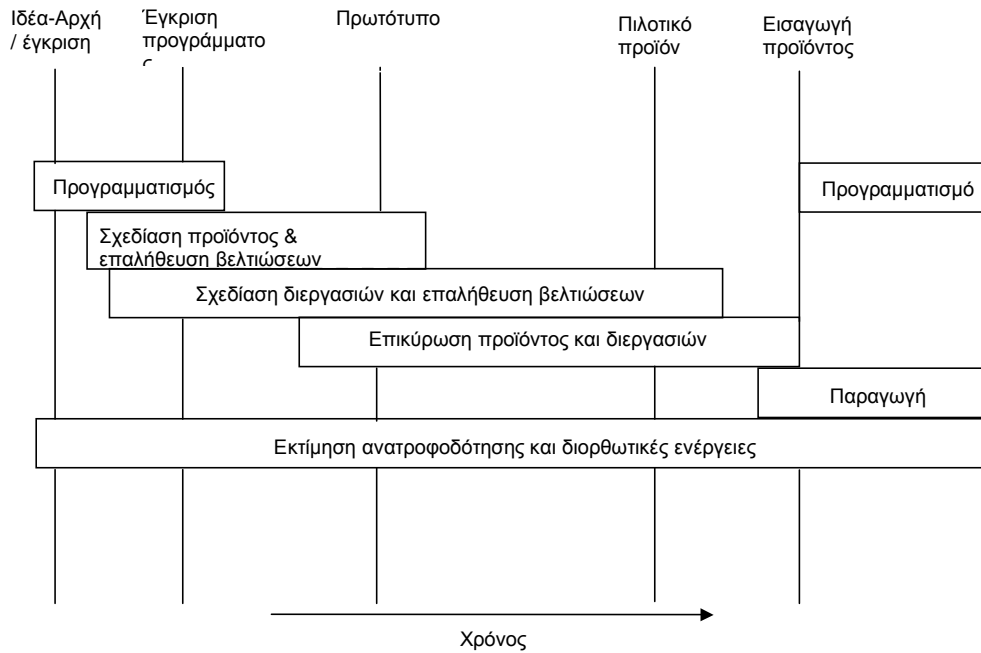 Ιδέα-Αρχή
/ έγκριση
Έγκριση
προγράμματο
ς
Πρωτότυπο
Πιλοτικό
προϊόν
Εισαγωγή
προϊόντος
Προγραμματισμός
Προγραμματισμό
Σχεδίαση προϊόντος &
επαλήθευση βελτιώσεων
Σχεδίαση διεργασιών και επαλήθευση βελτιώσεων
Επικύρωση προϊόντος και διεργασιών
Παραγωγή
Εκτίμηση ανατροφοδότησης και διορθωτικές ενέργειες
Χρόνος